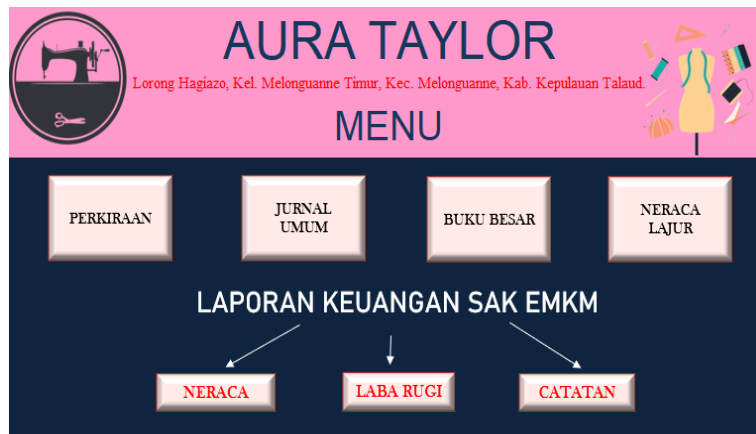 AURA TAYLOR
Lorong Hagiazo, Kel. Melonguanne Timur, Kec. Melonguanne, Kab. Kepulauan Talaud.
MENU
PERKIRAAN
JURNAL
UMUM
BUKU BESAR
NERACA
LAJUR
LAPORAN KEUANGAN SAK EMKM
NERACA
LABA RUGI
CATATAN